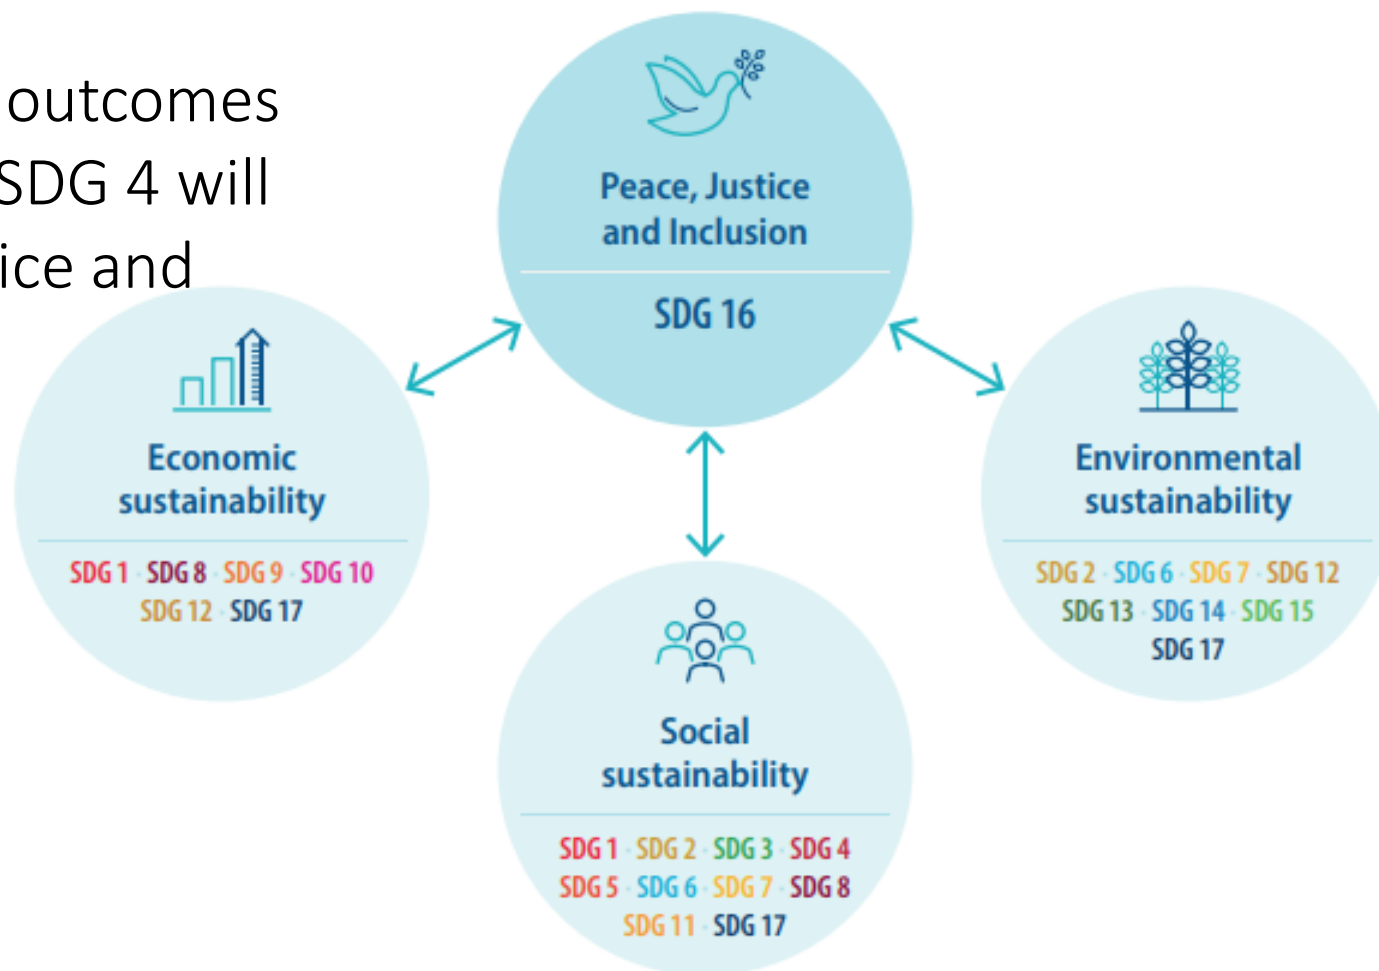 outcomes
SDG 4 will
ice and
Peace, Justice
and Inclusion
SDG 16
Economic
sustainability
SDG 1 · SDG 8 · SDG 9 · SDG 10
SDG 12 · SDG 17
Environmental
sustainability
SDG 2 · SDG 6 · SDG 7 · SDG 12
SDG 13 · SDG 14 · SDG 15
SDG 17
Social
sustainability
SDG 1 · SDG 2 · SDG 3 · SDG 4
SDG 5 · SDG 6 · SDG 7 · SDG 8
SDG 11 · SDG 17